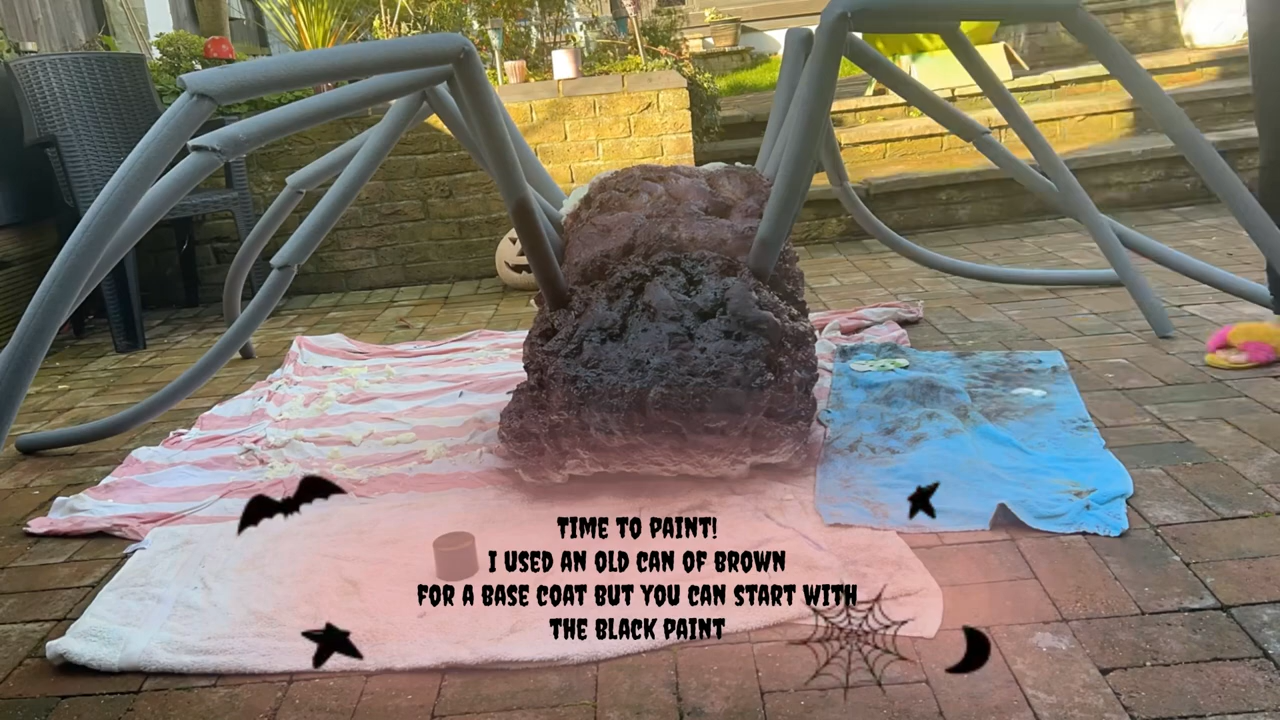 TIME TO PAINT!
I USED AN OLD CAN OF BROWN
FOR A BASE COAT BUT YOU CAN START WITH
THE BLACK PAINT